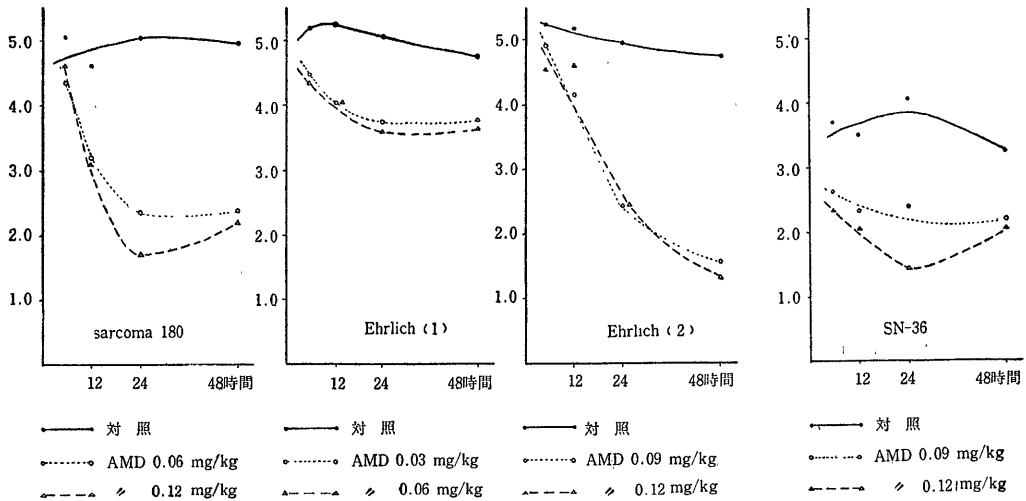 5.0
4.0
3.0
2.0
1.0
sarcoma 180
12 24 48時間
対 照
AMD 0.06 mg/kg
〃 0.12 mg/kg
5.0
4.0
3.0
2.0
1.0
Ehrlich (1)
12 24 48時間
対 照
AMD 0.03 mg/kg
〃 0.06 mg/kg
5.0
4.0
3.0
2.0
1.0
Ehrlich (2)
12 24 48時間
対 照
AMD 0.09 mg/kg
〃 0.12 mg/kg
5.0
4.0
3.0
2.0
1.0
SN-36
12 24 48時間
対 照
AMD 0.09 mg/kg
〃 0.12 mg/kg